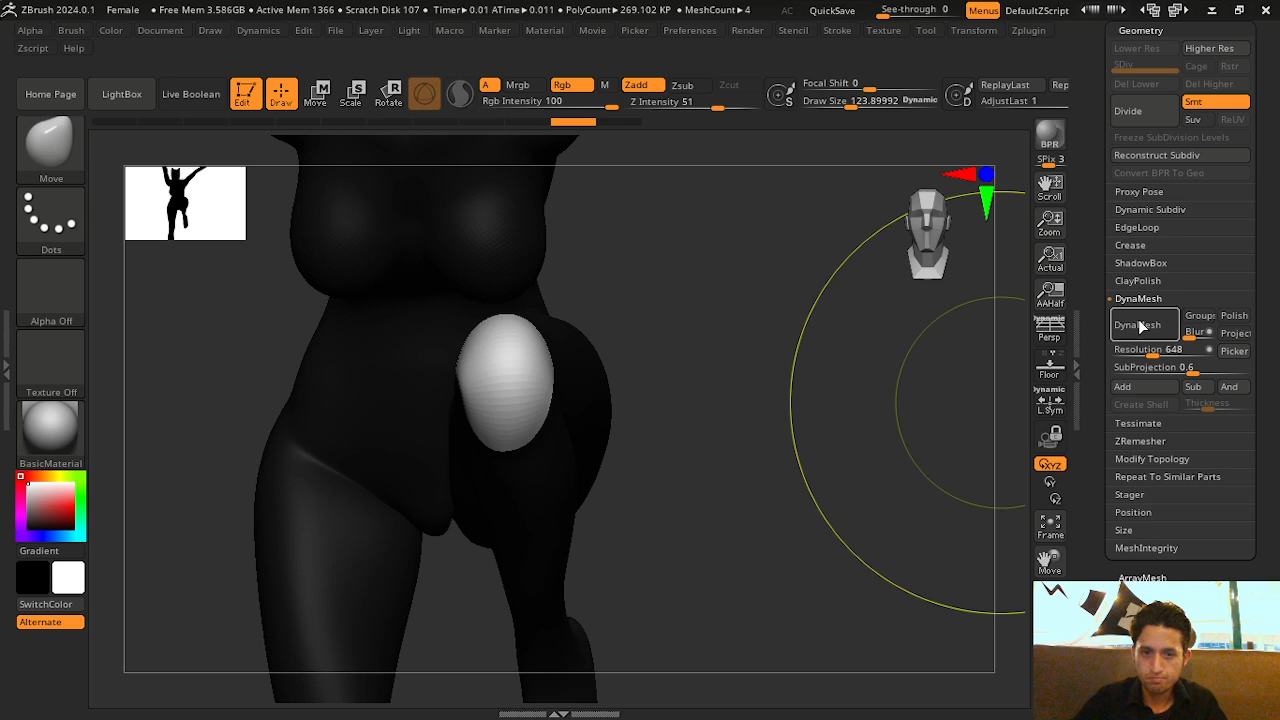 ZBrush 2024.0.1 Female • Free Mem 3.586GB • Active Mem 1366 • Scratch Disk 107 • Timer▸0.01 ATime▸0.011 • PolyCount▸269.102 KP • MeshCount▸4 AC QuickSave See-through 0 Menus DefaultZScript
Alpha Brush Color Document Draw Dynamics Edit File Layer Light Macro Marker Material Movie Picker Preferences Render Stencil Stroke Texture Tool Transform Zplugin
Zscript Help
Home Page LightBox Live Boolean Edit Draw Move Scale Rotate
A Mrgb Rgb M Zadd Zsub Zcut
Rgb Intensity 100 Z Intensity 51
S Focal Shift 0
Draw Size 123.89992 Dynamic
D ReplayLast Rep
AdjustLast 1
Move
Dots
Alpha Off
Texture Off
BasicMaterial
Gradient
SwitchColor
Alternate
BPR
SPix 3
Scroll
Zoom
Actual
AAHalf
Dynamic
Persp
Floor
Dynamic
L.Sym
XYZ
Y
Z
Frame
Move
Geometry
Lower Res Higher Res
SDiv Cage Rstr
Del Lower Del Higher
Divide Smt
Suv ReUV
Freeze SubDivision Levels
Reconstruct Subdiv
Convert BPR To Geo
Proxy Pose
Dynamic Subdiv
EdgeLoop
Crease
ShadowBox
ClayPolish
DynaMesh
DynaMesh Groups Polish
Blur Project
Resolution 648 Picker
SubProjection 0.6
Add Sub And
Create Shell Thickness
Tessimate
ZRemesher
Modify Topology
Repeat To Similar Parts
Stager
Position
Size
MeshIntegrity
ArrayMesh